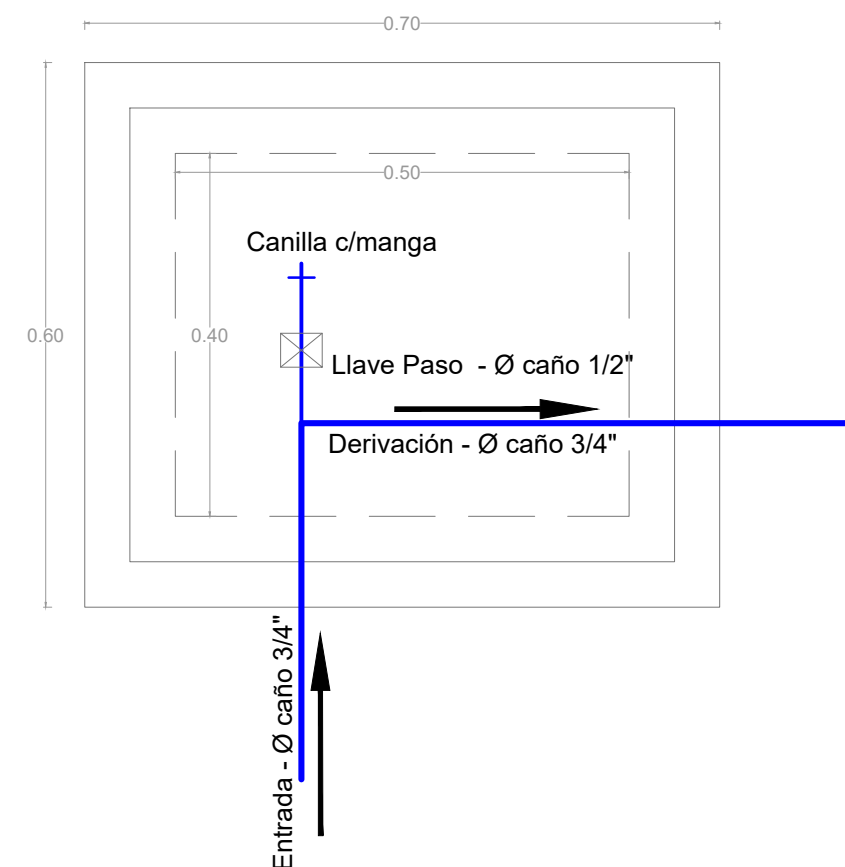 0.70
0.50
Canilla c/manga
0.60
0.40
Llave Paso - Ø caño 1/2"
Derivación - Ø caño 3/4"
Entrada - Ø caño 3/4"